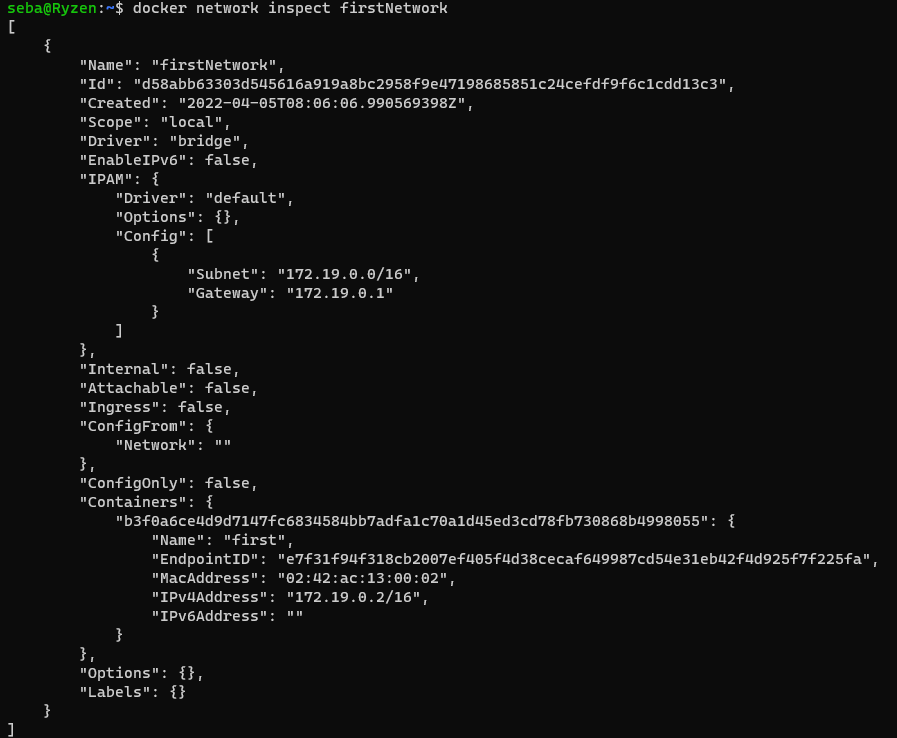 seba@Ryzen:~$ docker network inspect firstNetwork
[
    {
        "Name": "firstNetwork",
        "Id": "d58abb63303d545616a919a8bc2958f9e47198685851c24cefdf9f6c1cdd13c3",
        "Created": "2022-04-05T08:06:06.990569398Z",
        "Scope": "local",
        "Driver": "bridge",
        "EnableIPv6": false,
        "IPAM": {
            "Driver": "default",
            "Options": {},
            "Config": [
                {
                    "Subnet": "172.19.0.0/16",
                    "Gateway": "172.19.0.1"
                }
            ]
        },
        "Internal": false,
        "Attachable": false,
        "Ingress": false,
        "ConfigFrom": {
            "Network": ""
        },
        "ConfigOnly": false,
        "Containers": {
            "b3f0a6ce4d9d7147fc6834584bb7adfa1c70a1d45ed3cd78fb730868b4998055": {
                "Name": "first",
                "EndpointID": "e7f31f94f318cb2007ef405f4d38cecaf649987cd54e31eb42f4d925f7f225fa",
                "MacAddress": "02:42:ac:13:00:02",
                "IPv4Address": "172.19.0.2/16",
                "IPv6Address": ""
            }
        },
        "Options": {},
        "Labels": {}
    }
]